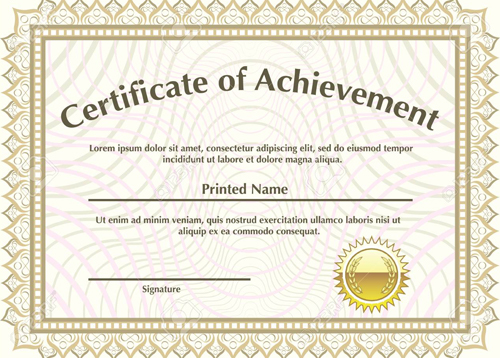 Certificate of Achievement
Lorem ipsum dolor sit amet, consectetur adipiscing elit, sed do eiusmod tempor
incididunt ut labore et dolore magna aliqua.
Printed Name
Ut enim ad minim veniam, quis nostrud exercitation ullamco laboris nisi ut
ea commodo consequat.
Signature